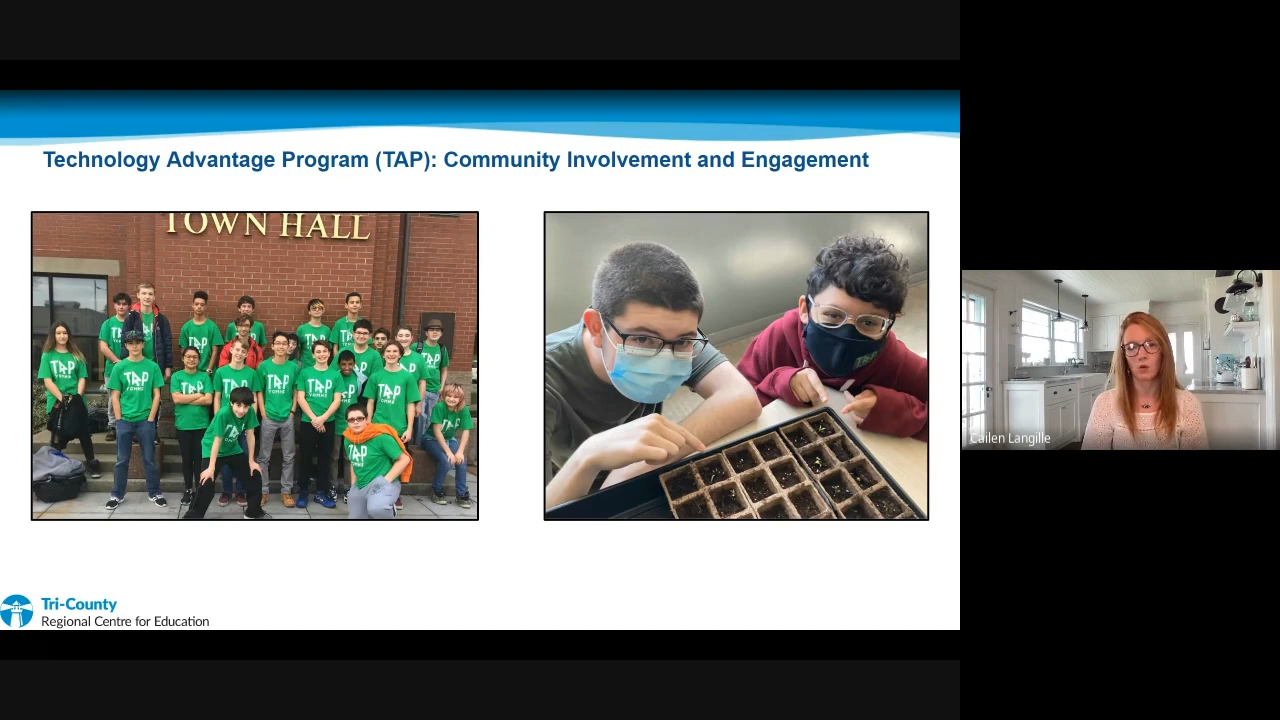 Technology Advantage Program (TAP): Community Involvement and Engagement
TOWN HALL
TAP
YCMHS
Tri-County
Regional Centre for Education
Cailen Langille